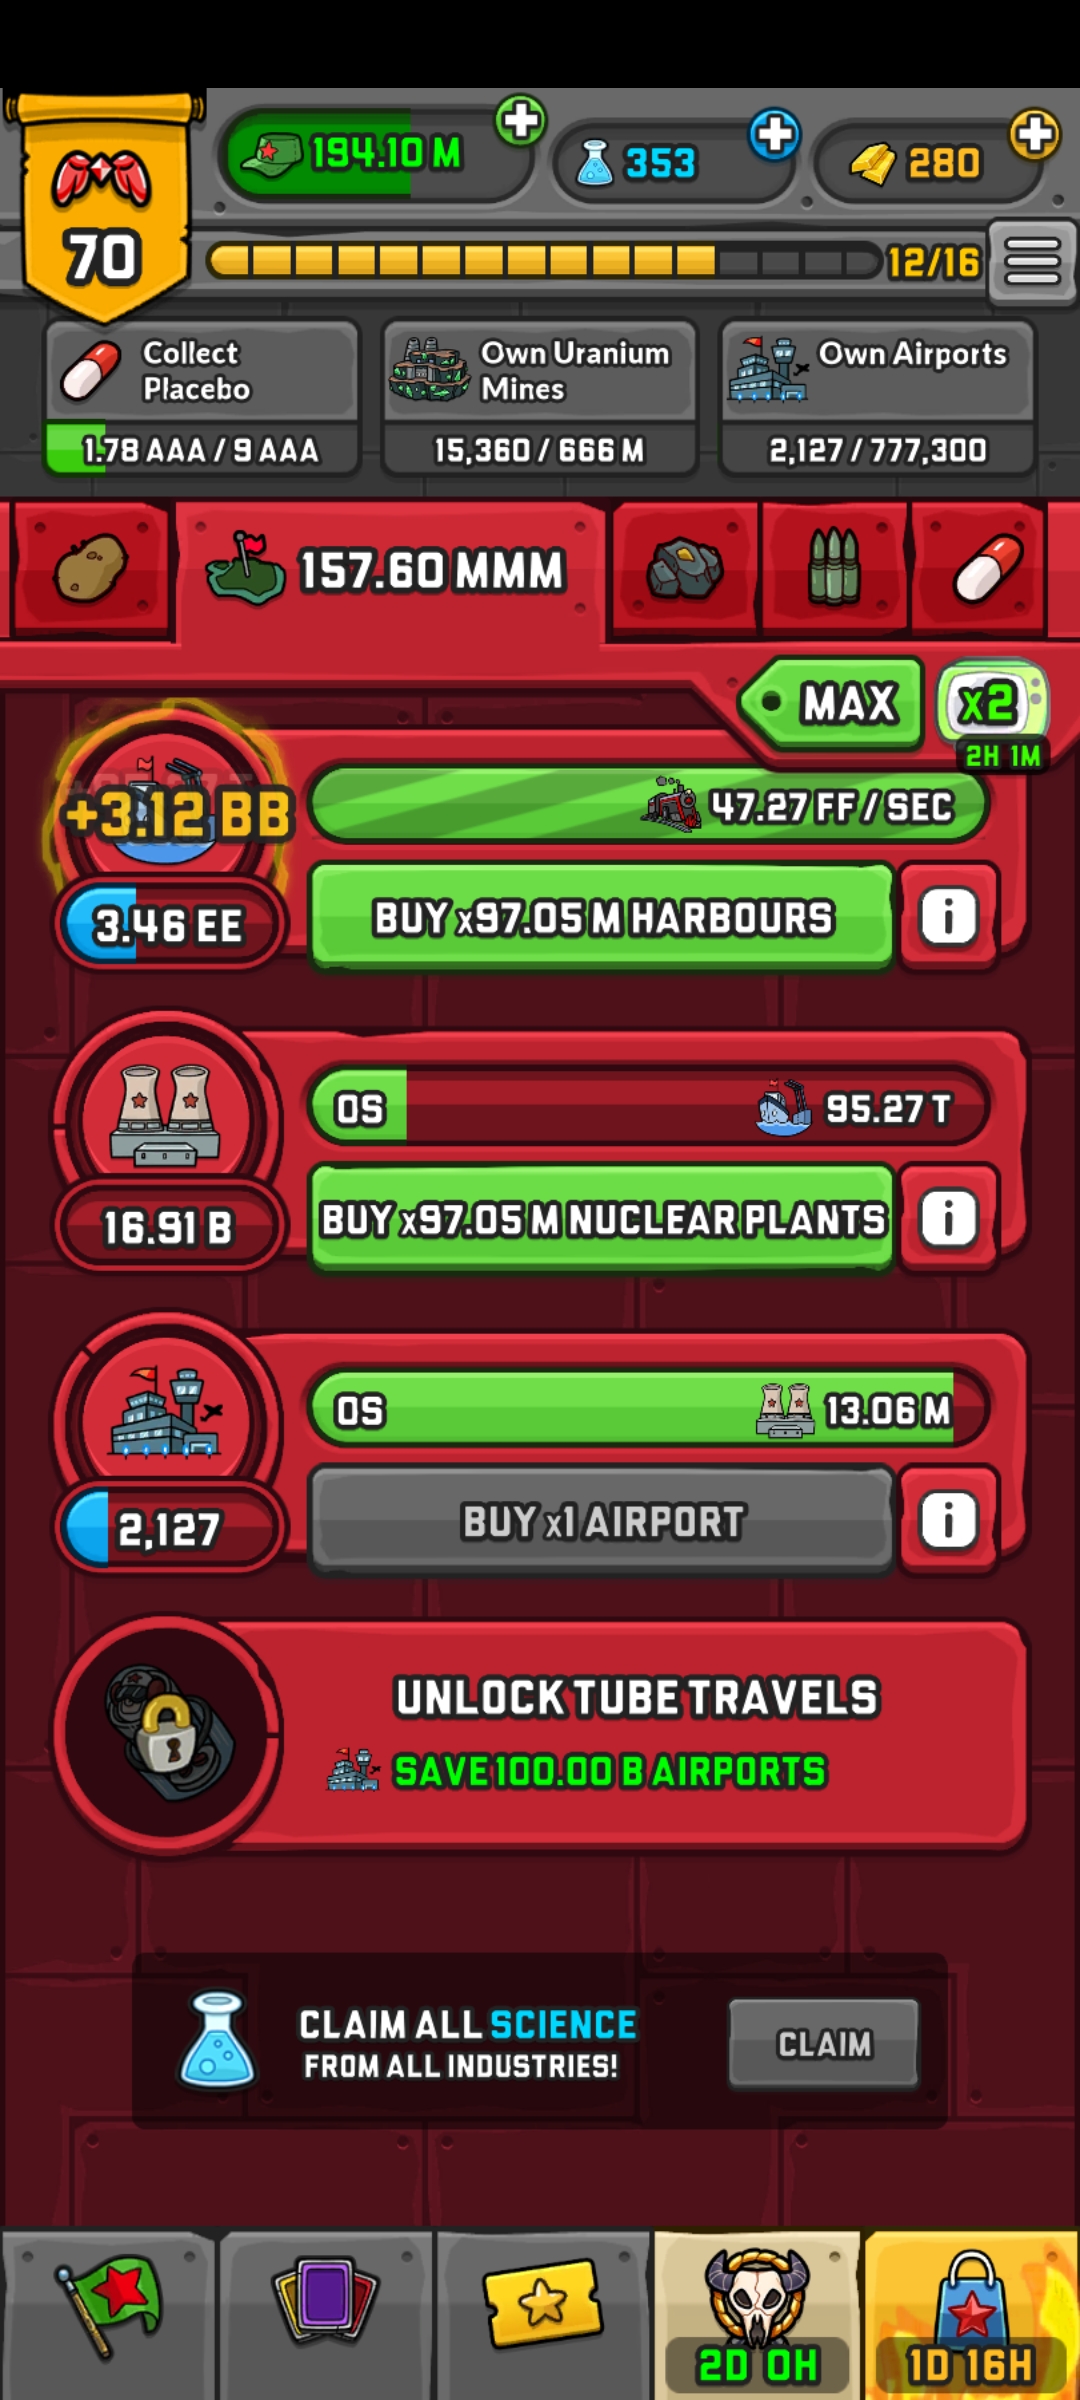 194.10 M
353
280
70
12/16
Collect
Placebo
Own Uranium
Mines
Own Airports
1.78 AAA / 9 AAA
15,360 / 666 M
2,127 / 777,300
157.60 MMM
MAX
x2
2H 1M
+3.12 BB
47.27 FF / SEC
3.46 EE
BUY x97.05 M HARBOURS
i
0S
95.27 T
16.91 B
BUY x97.05 M NUCLEAR PLANTS
i
0S
13.06 M
2,127
BUY x1 AIRPORT
i
UNLOCK TUBE TRAVELS
SAVE 100.00 B AIRPORTS
CLAIM ALL SCIENCE
FROM ALL INDUSTRIES!
CLAIM
2D 0H
1D 16H